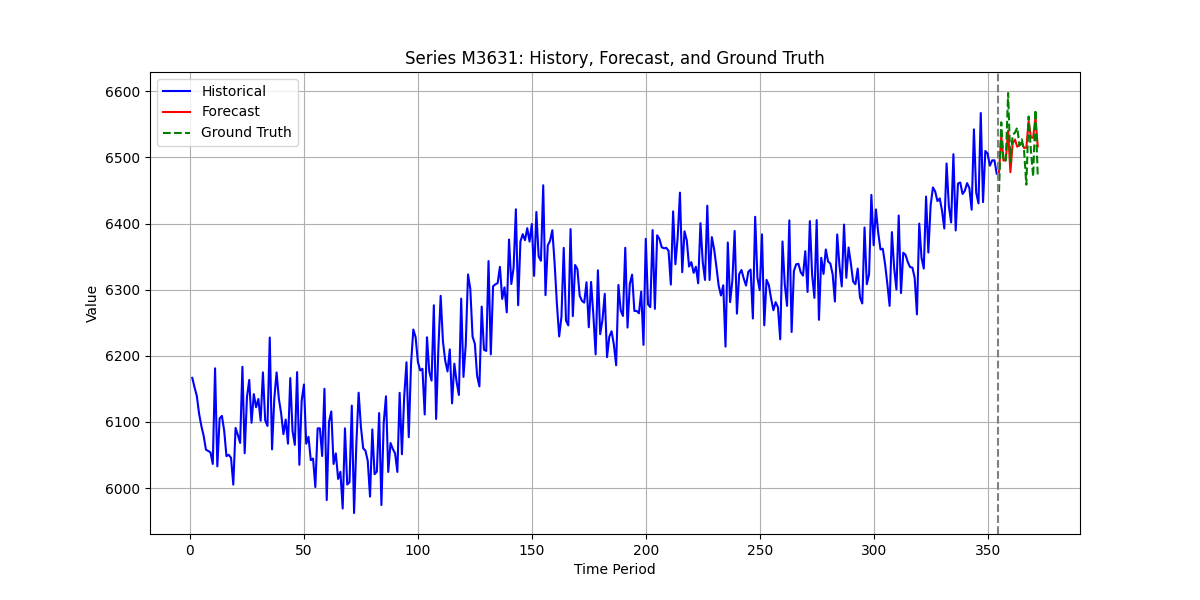 Series M3631: History, Forecast, and Ground Truth
Historical
Forecast
Ground Truth
6600
6500
6400
6300
6200
6100
6000
Value
0 50 100 150 200 250 300 350
Time Period